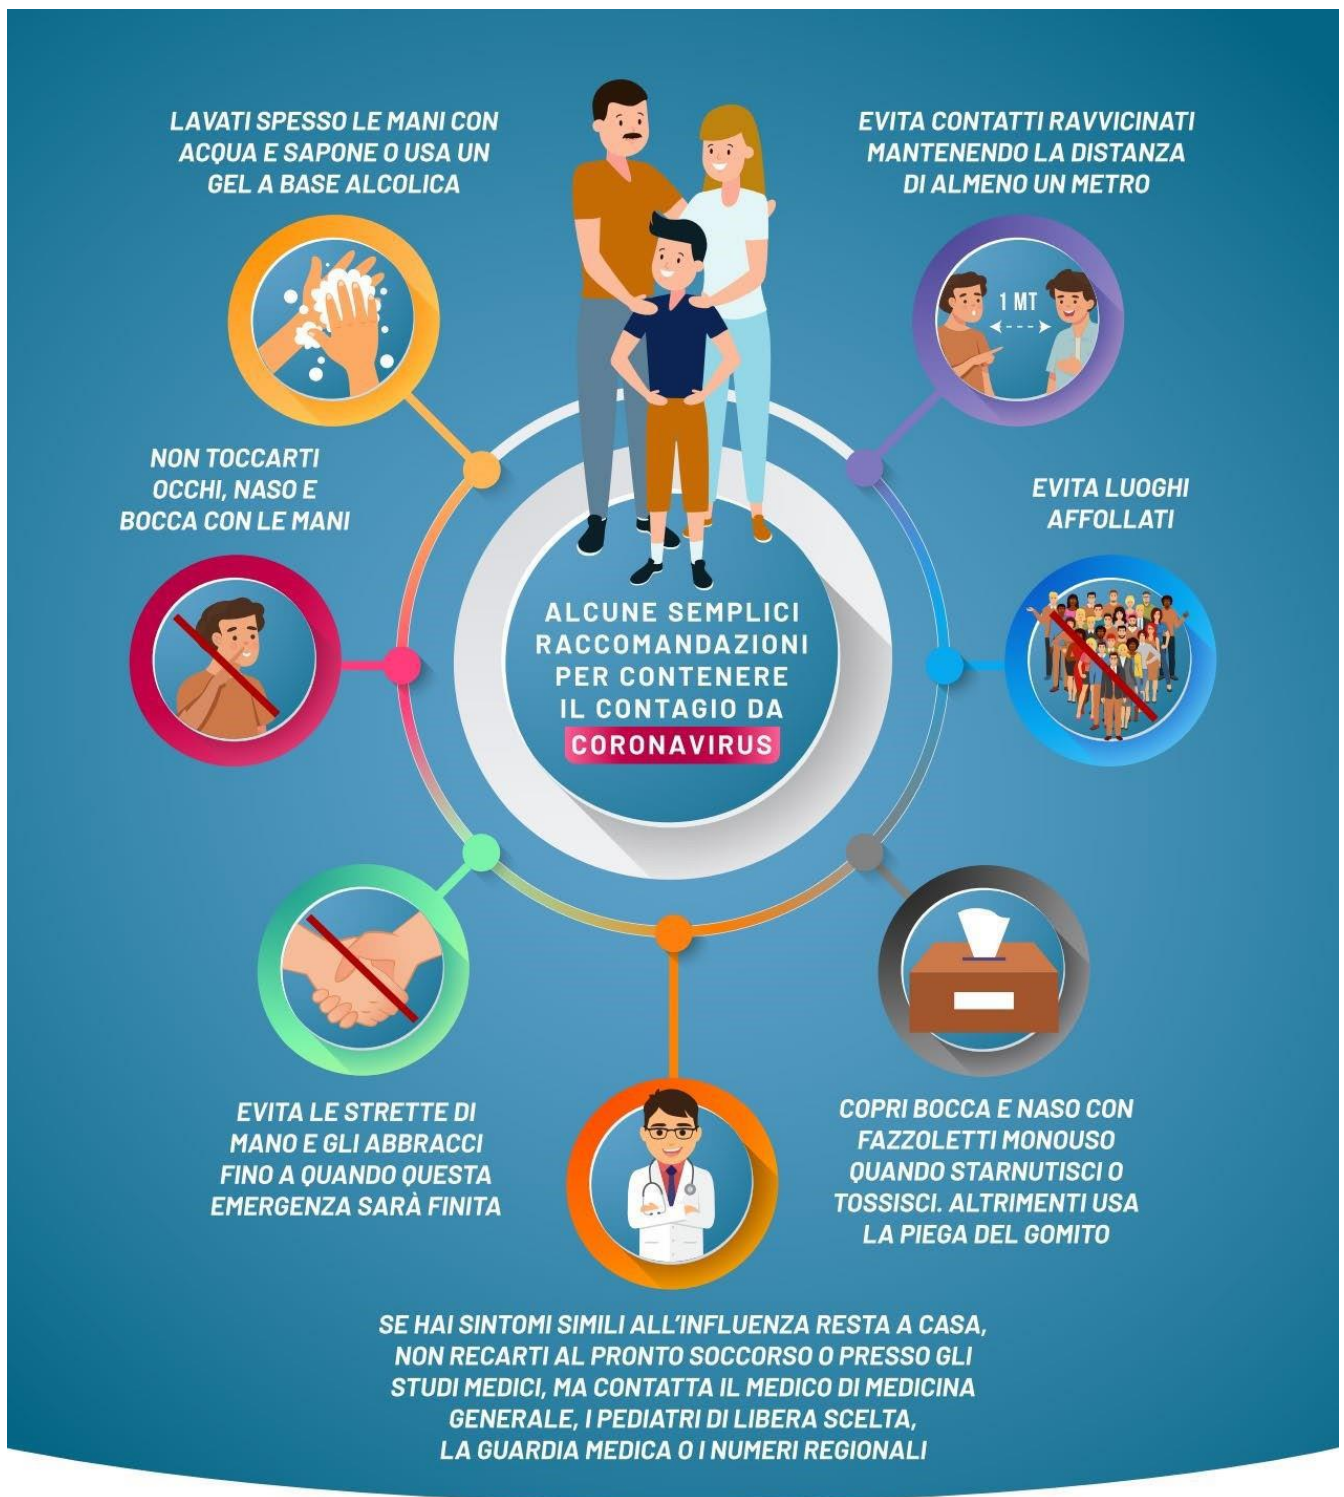 LAVATI SPESSO LE MANI CON
ACQUA E SAPONE O USA UN
GEL A BASE ALCOLICA
EVITA CONTATTI RAVVICINATI
MANTENENDO LA DISTANZA
DI ALMENO UN METRO
1 MT
NON TOCCARTI
OCCHI, NASO E
BOCCA CON LE MANI
EVITA LUOGHI
AFFOLLATI
ALCUNE SEMPLICI
RACCOMANDAZIONI
PER CONTENERE
IL CONTAGIO DA
CORONAVIRUS
EVITA LE STRETTE DI
MANO E GLI ABBRACCI
FINO A QUANDO QUESTA
EMERGENZA SARÀ FINITA
COPRI BOCCA E NASO CON
FAZZOLETTI MONOUSO
QUANDO STARNUTISCI O
TOSSISCI. ALTRIMENTI USA
LA PIEGA DEL GOMITO
SE HAI SINTOMI SIMILI ALL'INFLUENZA RESTA A CASA,
NON RECARTI AL PRONTO SOCCORSO O PRESSO GLI
STUDI MEDICI, MA CONTATTA IL MEDICO DI MEDICINA
GENERALE, I PEDIATRI DI LIBERA SCELTA,
LA GUARDIA MEDICA O I NUMERI REGIONALI